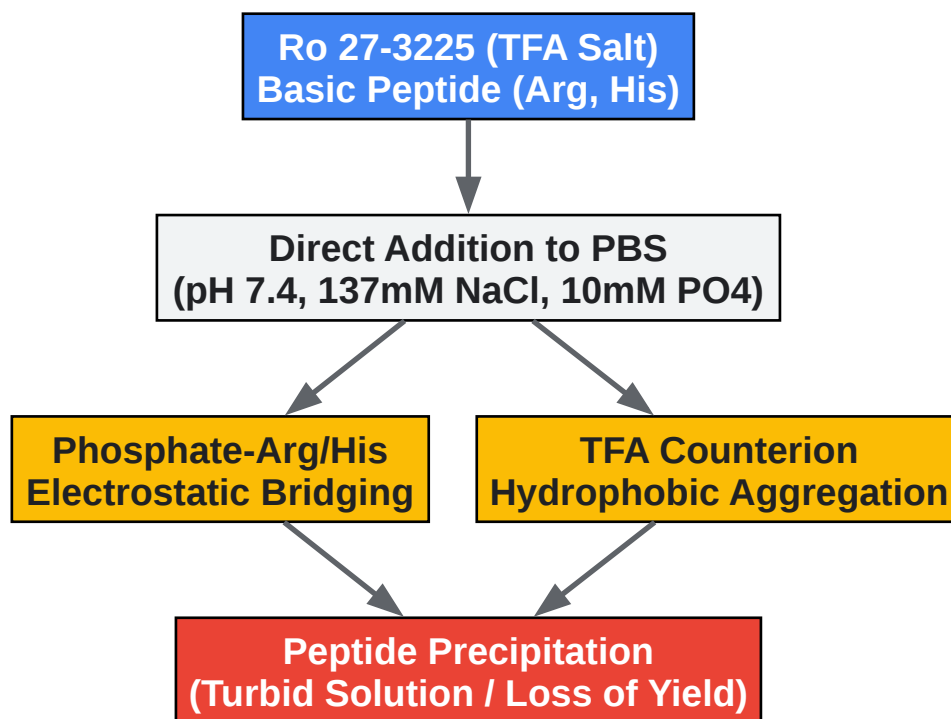 Ro 27-3225 (TFA Salt)
Basic Peptide (Arg, His)
Direct Addition to PBS
(pH 7.4, 137mM NaCl, 10mM PO4)
Phosphate-Arg/His
Electrostatic Bridging
TFA Counterion
Hydrophobic Aggregation
Peptide Precipitation
(Turbid Solution / Loss of Yield)